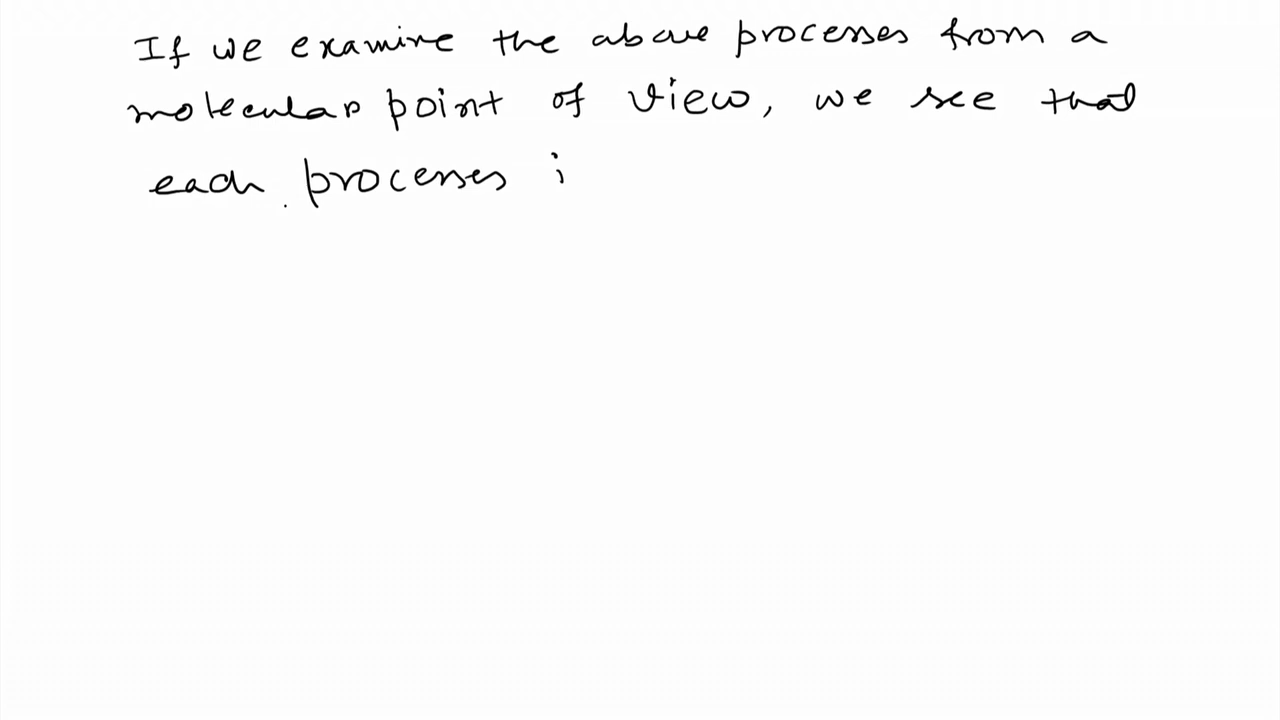 If we examine the above processes from a
molecular point of view, we see that
each processes i